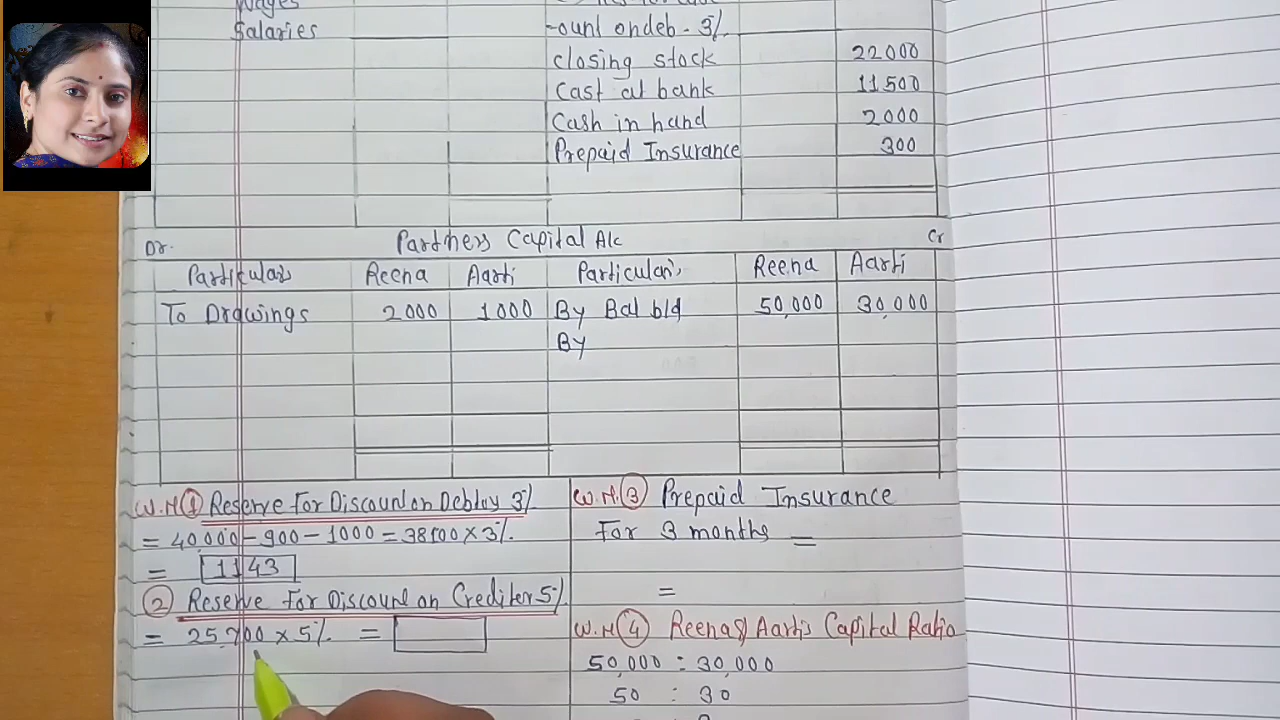 Wages
Salaries
-ount ondeb - 3%
closing stock 22000
Cast at bank 11500
Cash in hand 2000
Prepaid Insurance 300
Dr. Partners Capital A/c Cr
Particulars Reena Aarti Particulars Reena Aarti
To Drawings 2000 1000 By Bal b/d 50,000 30,000
By
W.N(1) Reserve For Discount on Debtors 3%
= 40,000 - 900 - 1000 = 38100 × 3%.
= 1143
(2) Reserve For Discount on Crediters 5%
= 25,700 × 5% =
W.N.(3) Prepaid Insurance
For 3 months =
=
W.N(4) Reena & Aarti's Capital Ratio
50,000 : 30,000
50 : 30